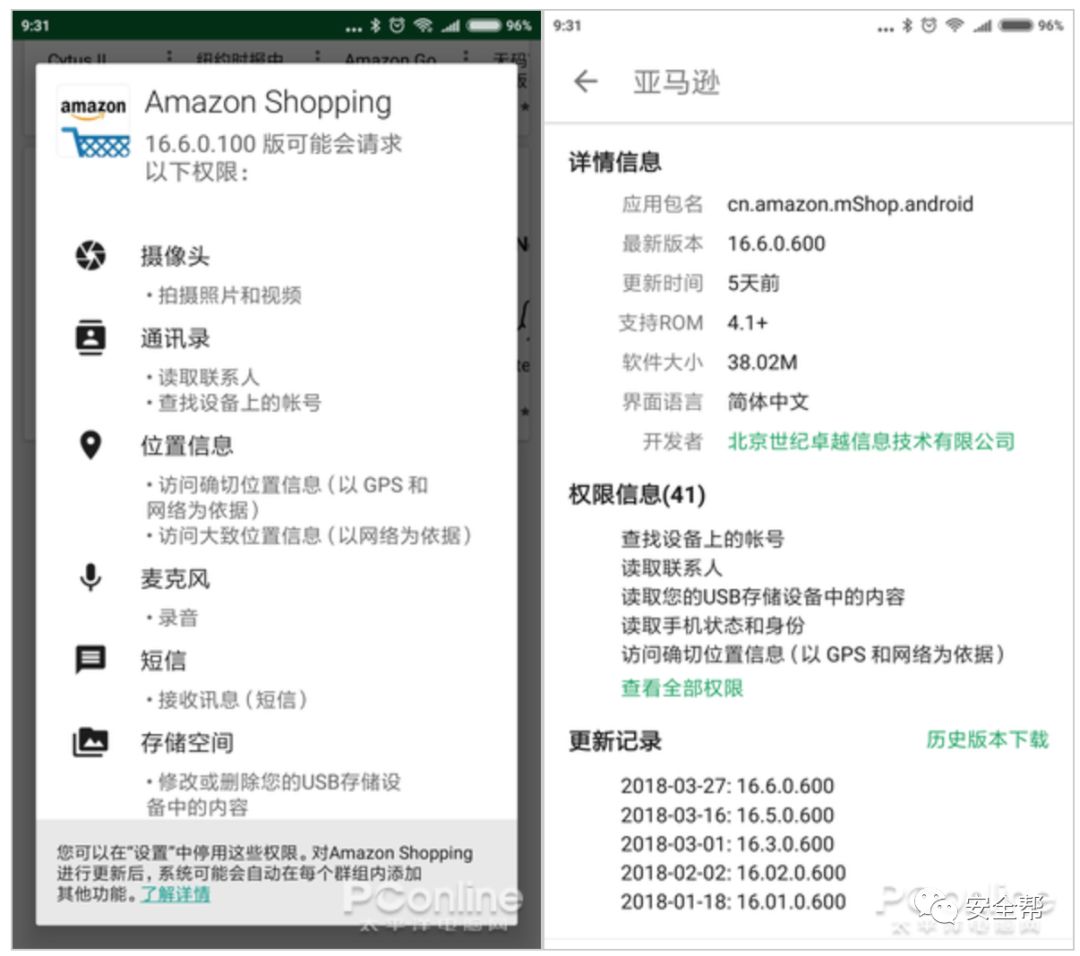 9:31
96%
Cytus II
纽约时报中
Amazon Go
无码
版
amazon
Amazon Shopping
16.6.0.100 版可能会请求
以下权限：
摄像头
• 拍摄照片和视频
通讯录
• 读取联系人
• 查找设备上的帐号
位置信息
• 访问确切位置信息（以 GPS 和
网络为依据）
• 访问大致位置信息（以网络为依据）
麦克风
• 录音
短信
• 接收讯息（短信）
存储空间
• 修改或删除您的USB存储设
备中的内容
您可以在“设置”中停用这些权限。对Amazon Shopping
进行更新后，系统可能会自动在每个群组内添加
其他功能。了解详情
PConline
太平洋电脑网
9:31
96%
亚马逊
详情信息
应用包名 cn.amazon.mShop.android
最新版本 16.6.0.600
更新时间 5天前
支持ROM 4.1+
软件大小 38.02M
界面语言 简体中文
开发者 北京世纪卓越信息技术有限公司
权限信息(41)
查找设备上的帐号
读取联系人
读取您的USB存储设备中的内容
读取手机状态和身份
访问确切位置信息（以 GPS 和网络为依据）
查看全部权限
更新记录 历史版本下载
2018-03-27: 16.6.0.600
2018-03-16: 16.5.0.600
2018-03-01: 16.3.0.600
2018-02-02: 16.02.0.600
2018-01-18: 16.01.0.600
安全帮